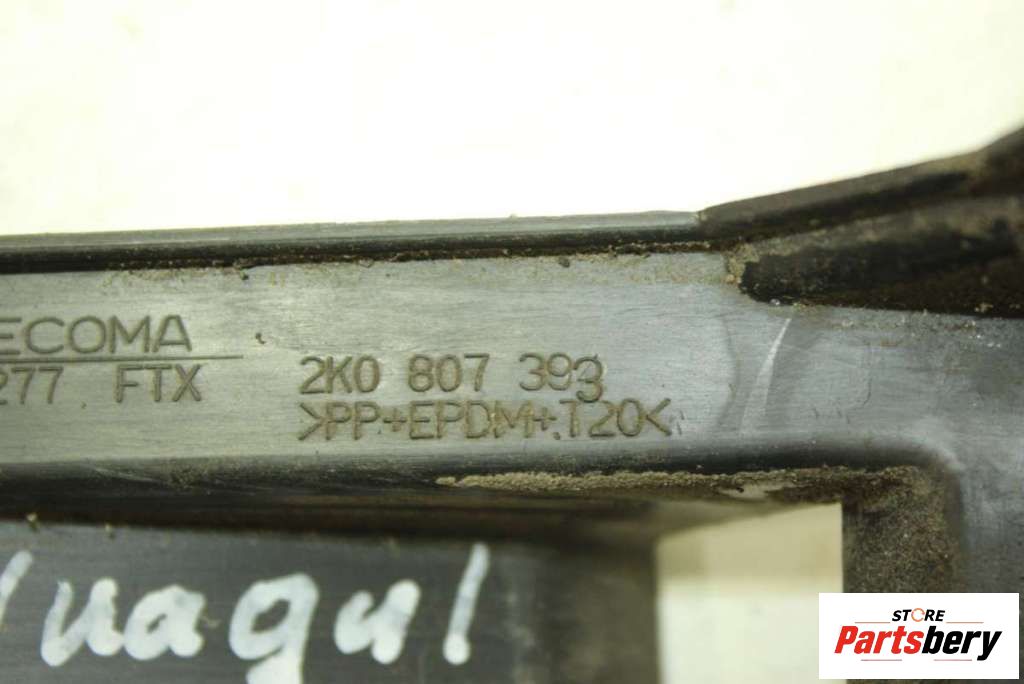 ECOMA
277 FTX
2K0 807 393
>PP+EPDM+.T20<
STORE
Partsbery